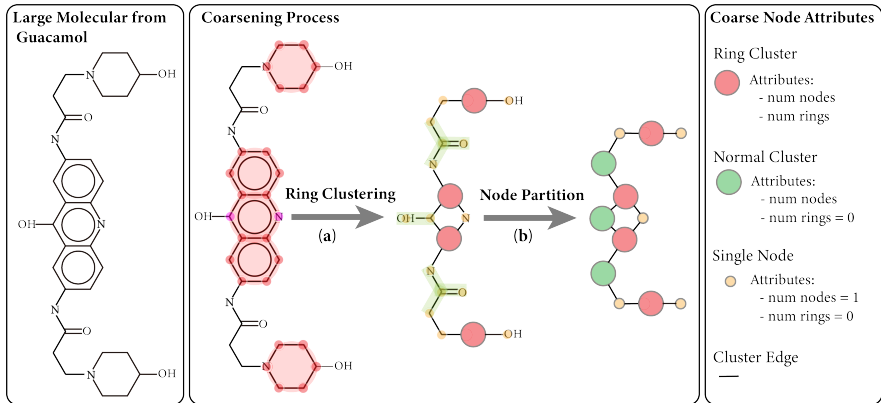 Large Molecular from
Guacamol
N
OH
O
N
OH
N
N
O
N
OH
Coarsening Process
N
OH
O
N
OH
N
N
O
N
OH
Ring Clustering
(a)
OH
O
N
OH
N
N
O
OH
Node Partition
(b)
Coarse Node Attributes
Ring Cluster
Attributes:
- num nodes
- num rings
Normal Cluster
Attributes:
- num nodes
- num rings = 0
Single Node
Attributes:
- num nodes = 1
- num rings = 0
Cluster Edge